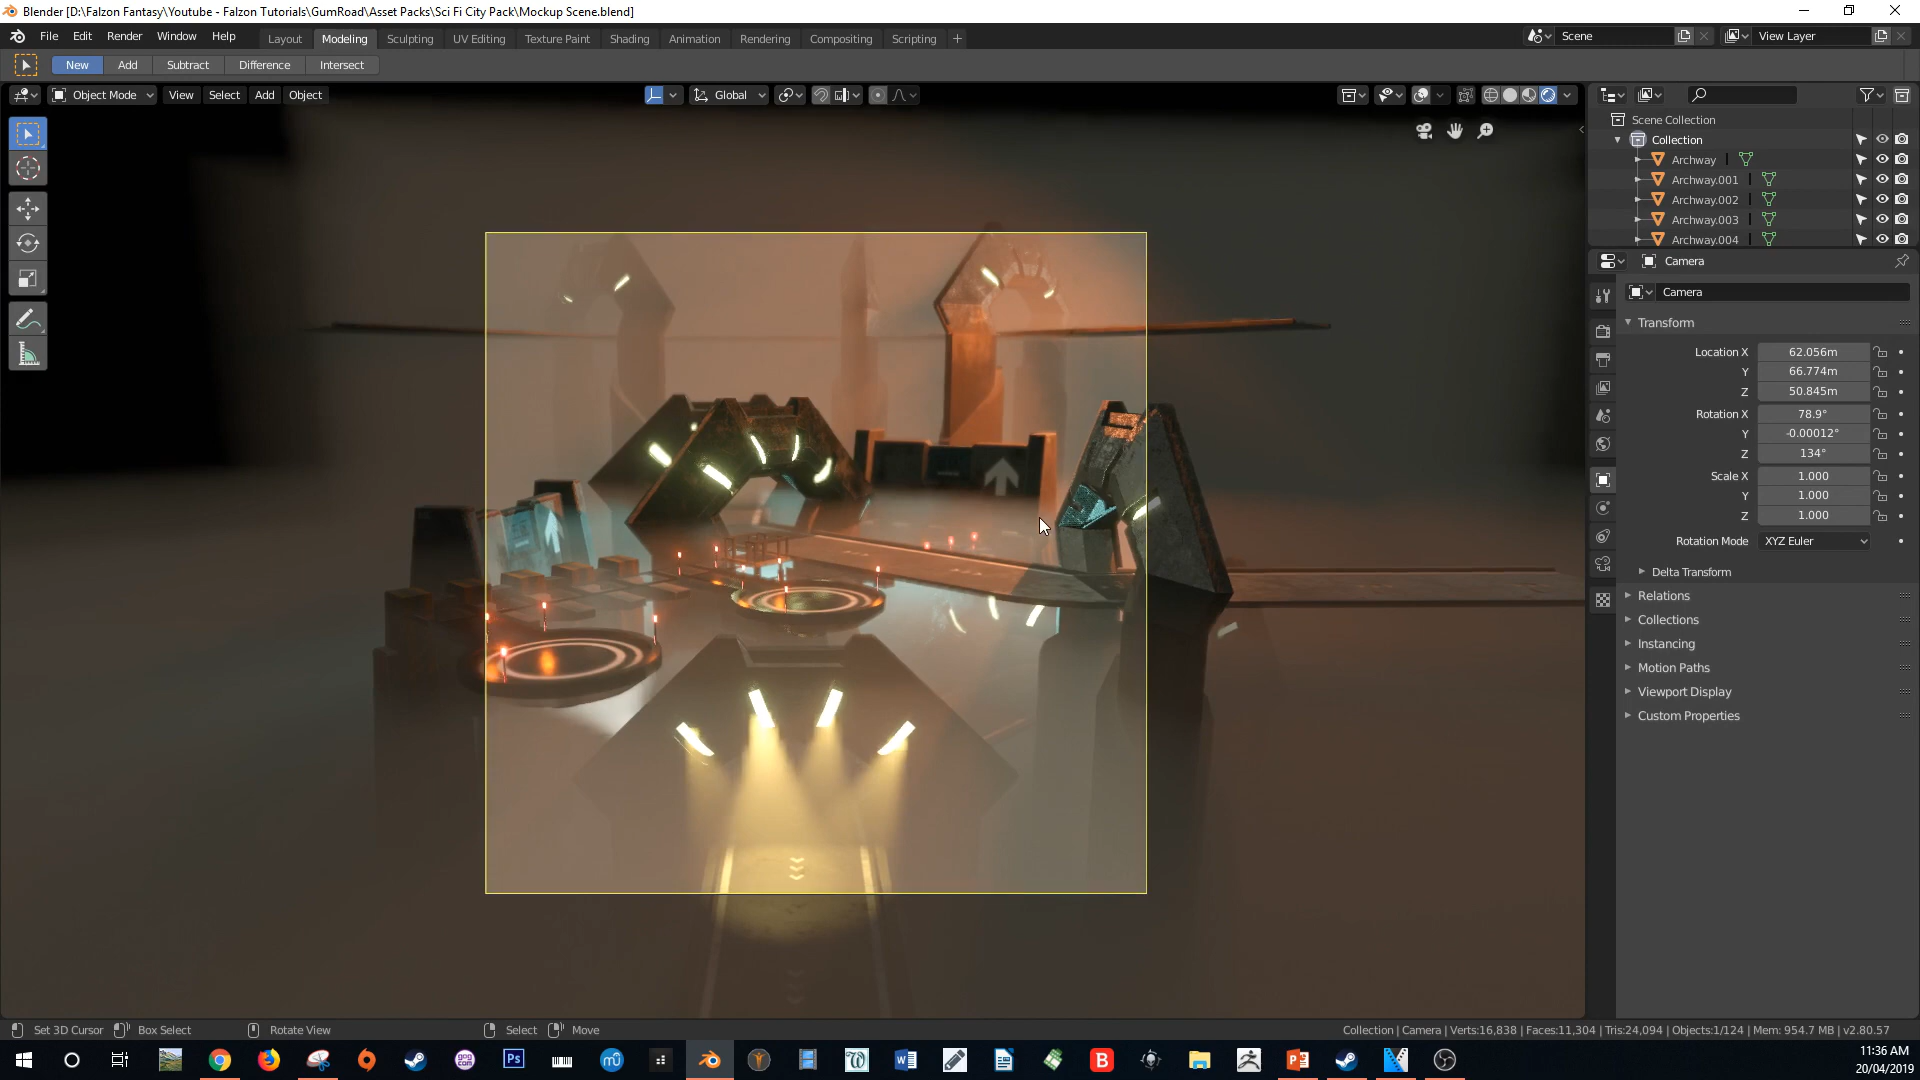 Blender [D:\Falzon Fantasy\Youtube - Falzon Tutorials\GumRoad\Asset Packs\Sci Fi City Pack\Mockup Scene.blend]
File Edit Render Window Help Layout Modeling Sculpting UV Editing Texture Paint Shading Animation Rendering Compositing Scripting + Scene View Layer
New Add Subtract Difference Intersect
Object Mode View Select Add Object Global
Scene Collection
Collection
Archway
Archway.001
Archway.002
Archway.003
Archway.004
Camera
Camera
Transform
Location X 62.056m
Y 66.774m
Z 50.845m
Rotation X 78.9°
Y -0.00012°
Z 134°
Scale X 1.000
Y 1.000
Z 1.000
Rotation Mode XYZ Euler
Delta Transform
Relations
Collections
Instancing
Motion Paths
Viewport Display
Custom Properties
Set 3D Cursor Box Select Rotate View Select Move Collection | Camera | Verts:16,838 | Faces:11,304 | Tris:24,094 | Objects:1/124 | Mem: 954.7 MB | v2.80.57
gog com Ps mu W W B P
11:36 AM
20/04/2019